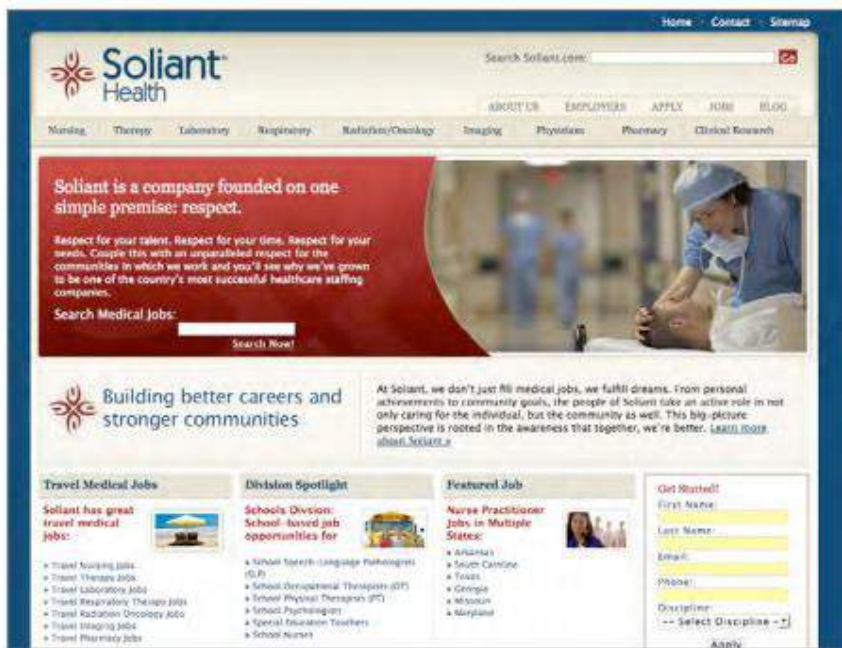 Home · Contact · Sitemap
Soliant
Health
Search Soliant.com:
Go
ABOUT US EMPLOYERS APPLY JOBS BLOG
Nursing Therapy Laboratory Respiratory Radiation/Oncology Imaging Physician Pharmacy Clinical Research
Soliant is a company founded on one
simple premise: respect.
Respect for your talent. Respect for your time. Respect for your
needs. Couple this with an unparalleled respect for the
communities in which we work and you'll see why we've grown
to be one of the country's most successful healthcare staffing
companies.
Search Medical Jobs:
Search Now!
Building better careers and
stronger communities
At Soliant, we don't just fill medical jobs, we fulfill dreams. From personal
achievements to community goals, the people of Soliant take an active role in not
only caring for the individual, but the community as well. This big-picture
perspective is rooted in the awareness that together, we're better. Learn more
about Soliant »
Travel Medical Jobs
Soliant has great
travel medical
jobs:
» Travel Nursing Jobs
» Travel Therapy Jobs
» Travel Laboratory Jobs
» Travel Respiratory Therapy Jobs
» Travel Radiation Oncology Jobs
» Travel Imaging Jobs
» Travel Pharmacy Jobs
Division Spotlight
Schools Divsion:
School-based job
opportunities for
» School Speech-Language Pathologists
(SLP)
» School Occupational Therapists (OT)
» School Physical Therapists (PT)
» School Psychologists
» Special Education Teachers
» School Nurses
Featured Job
Nurse Practitioner
Jobs in Multiple
States:
» Arkansas
» South Carolina
» Texas
» Georgia
» Missouri
» Maryland
Get Started!
First Name:
Last Name:
Email:
Phone:
Discipline:
-- Select Discipline --
Apply